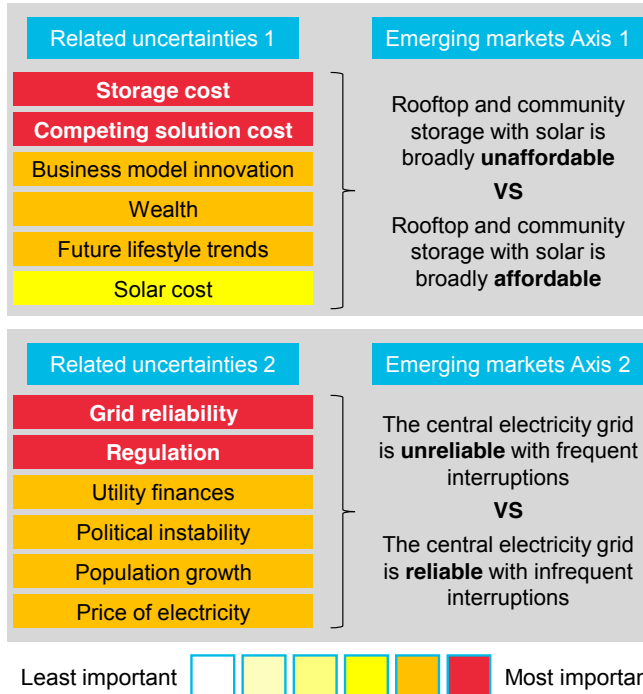 Related uncertainties 1
Emerging markets Axis 1
Storage cost
Competing solution cost
Business model innovation
Wealth
Future lifestyle trends
Solar cost
Rooftop and community
storage with solar is
broadly unaffordable
VS
Rooftop and community
storage with solar is
broadly affordable
Related uncertainties 2
Emerging markets Axis 2
Grid reliability
Regulation
Utility finances
Political instability
Population growth
Price of electricity
The central electricity grid
is unreliable with frequent
interruptions
VS
The central electricity grid
is reliable with infrequent
interruptions
Least important
Most importa